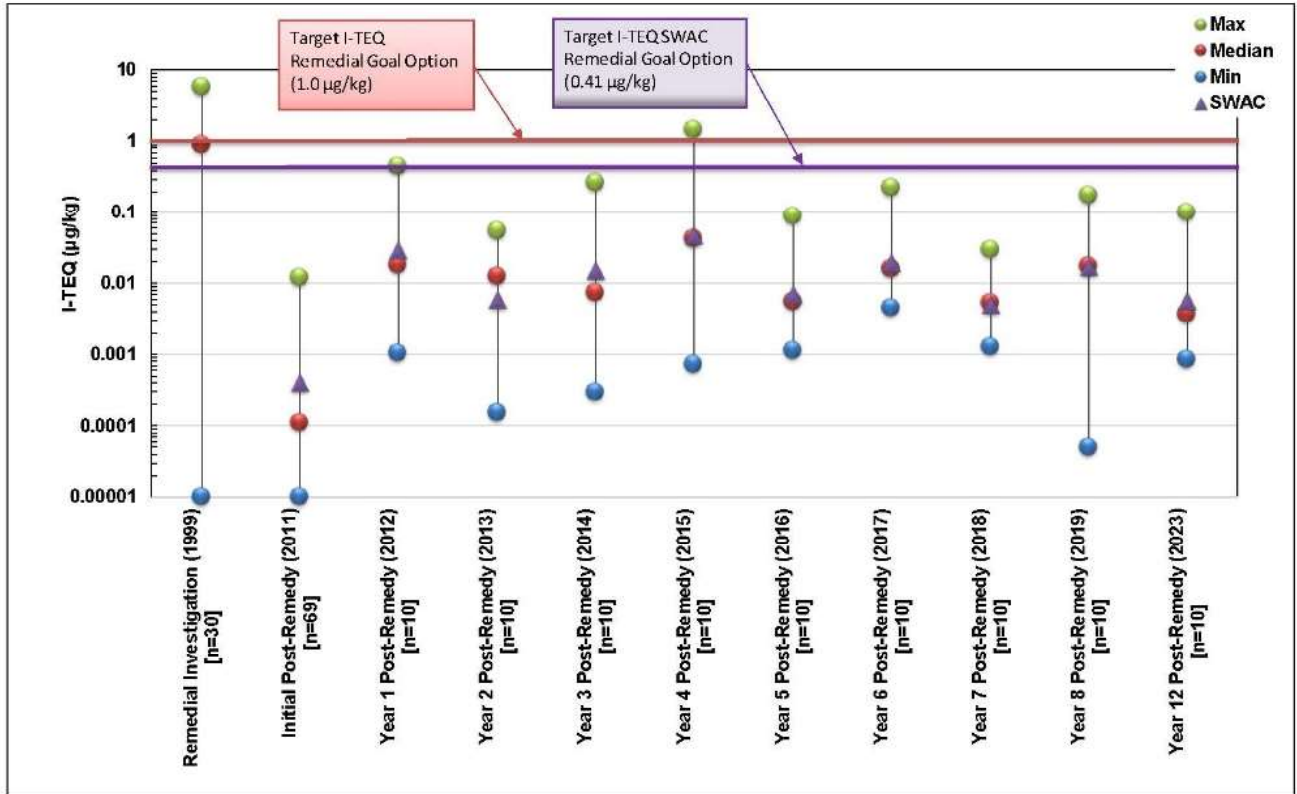 Target I-TEQ
Remedial Goal Option
(1.0 µg/kg)
Target I-TEQ SWAC
Remedial Goal Option
(0.41 µg/kg)
Max
Median
Min
SWAC
I-TEQ (µg/kg)
10
1
0.1
0.01
0.001
0.0001
0.00001
Remedial Investigation (1999)
[n=30]
Initial Post-Remedy (2011)
[n=69]
Year 1 Post-Remedy (2012)
[n=10]
Year 2 Post-Remedy (2013)
[n=10]
Year 3 Post-Remedy (2014)
[n=10]
Year 4 Post-Remedy (2015)
[n=10]
Year 5 Post-Remedy (2016)
[n=10]
Year 6 Post-Remedy (2017)
[n=10]
Year 7 Post-Remedy (2018)
[n=10]
Year 8 Post-Remedy (2019)
[n=10]
Year 12 Post-Remedy (2023)
[n=10]